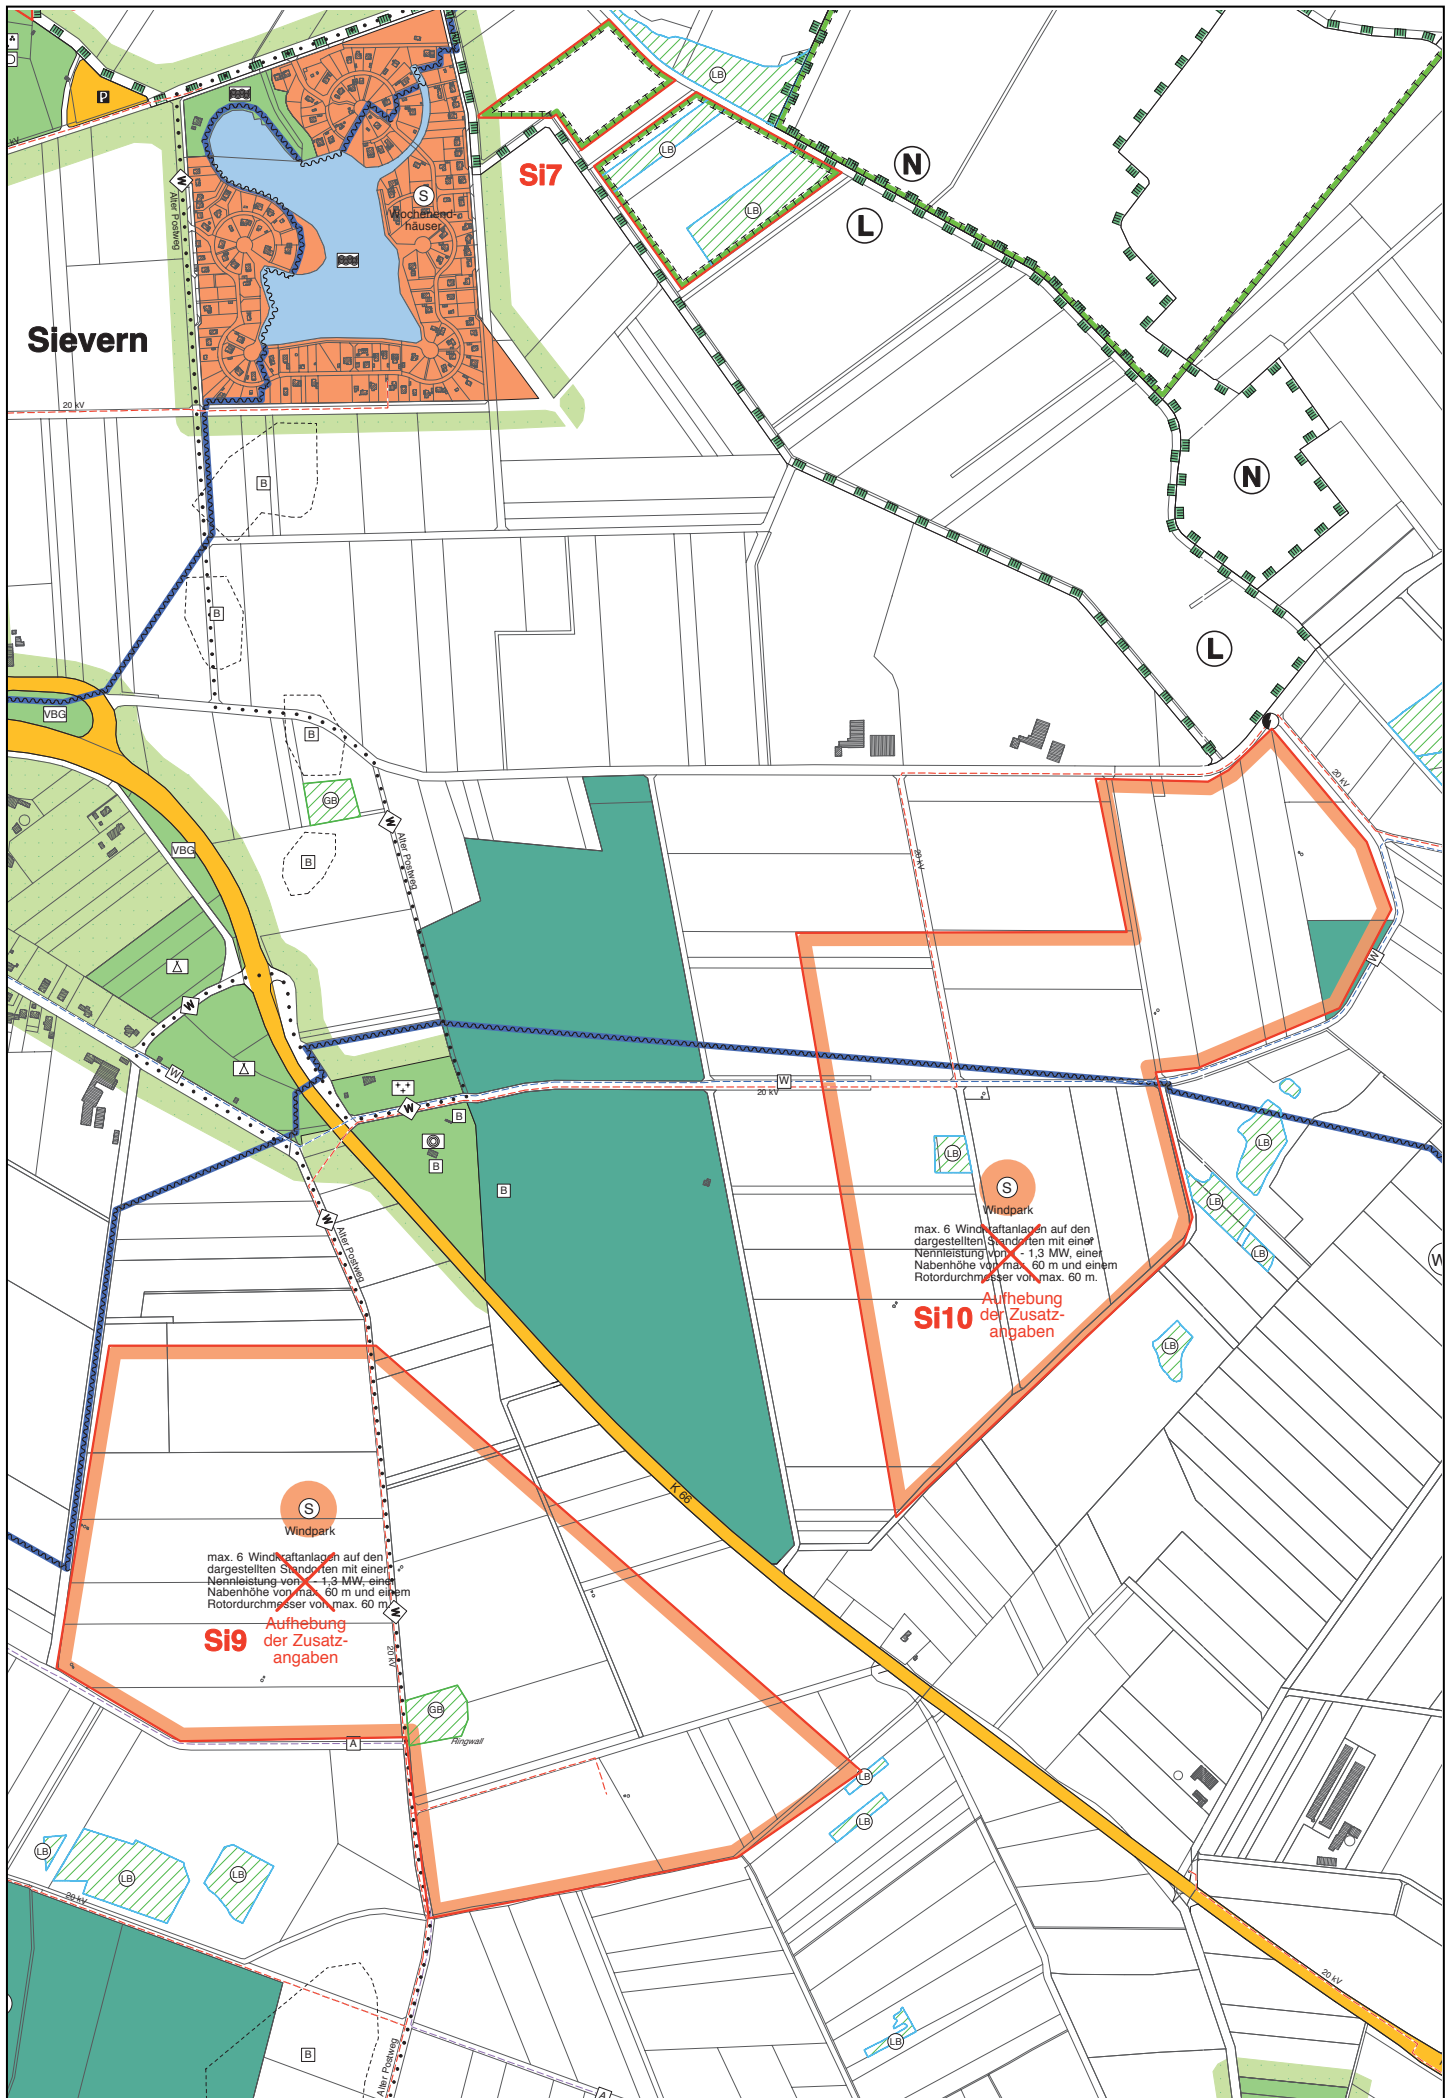 P
LB
N
Si7
LB
S
Wochenend-
häuser
LB
L
W
Alter Postweg
Sievern
20 kV
B
N
B
L
VBG
B
20 kV
GB
W
Alter Postweg
VBG
B
20 kV
W
W
W
W
20 kV
W
B
B
B
LB
LB
LB
LB
LB
W
S
Windpark
max. 6 Windkraftanlagen auf den
dargestellten Standorten mit einer
Nennleistung von - 1,3 MW, einer
Nabenhöhe von max. 60 m und einem
Rotordurchmesser von max. 60 m.
Si10
Aufhebung
der Zusatz-
angaben
W
Alter Postweg
K 66
S
Windpark
max. 6 Windkraftanlagen auf den
dargestellten Standorten mit einer
Nennleistung von - 1,3 MW, einer
Nabenhöhe von max. 60 m und einem
Rotordurchmesser von max. 60 m.
Si9
Aufhebung
der Zusatz-
angaben
W
20 kV
GB
Ringwall
A
LB
LB
LB
LB
LB
20 kV
20 kV
LB
B
Alter Postweg
A